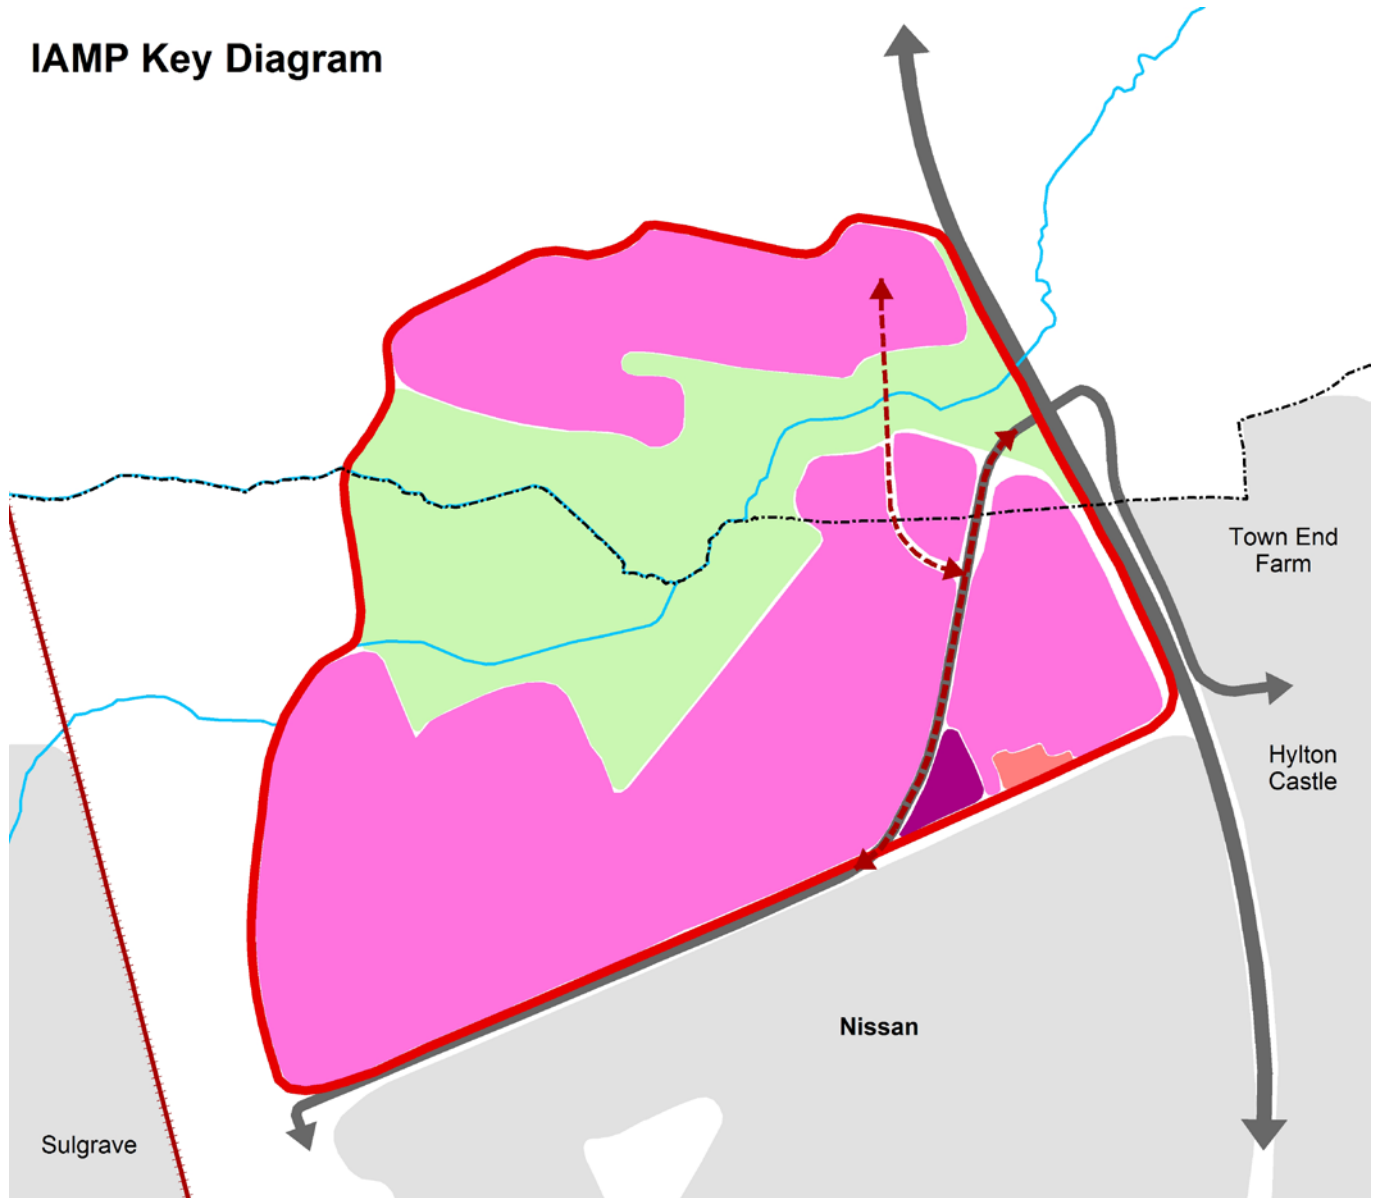 IAMP Key Diagram
Town End
Farm
Hylton
Castle
Nissan
Sulgrave